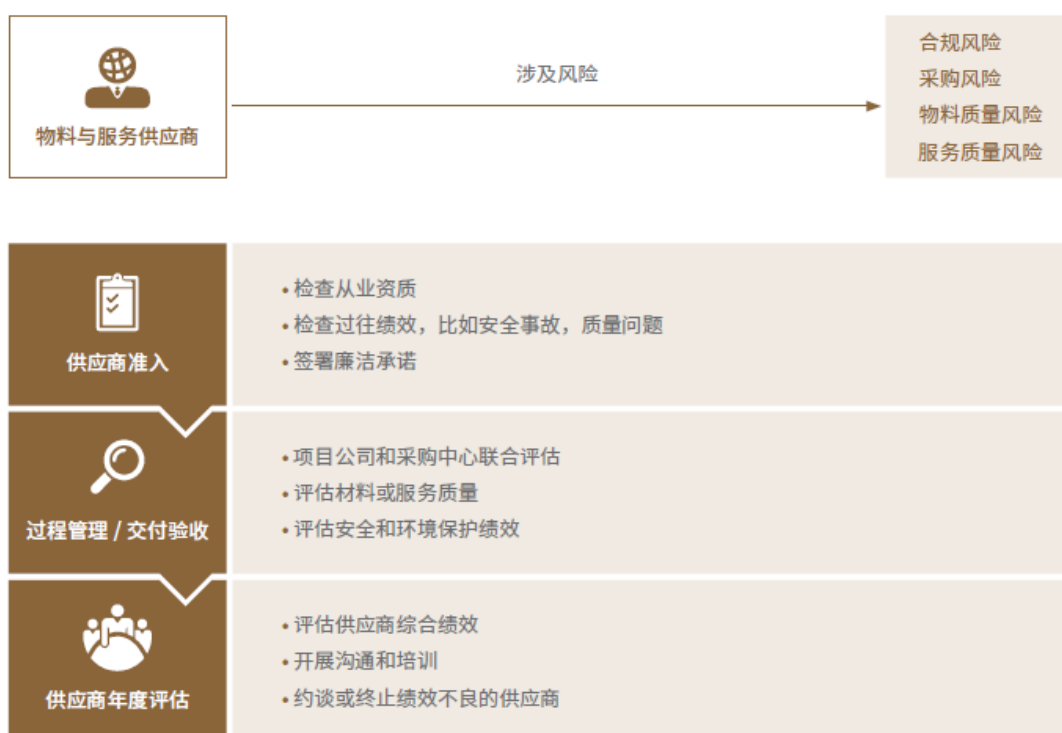 物料与服务供应商
涉及风险
合规风险
采购风险
物料质量风险
服务质量风险
供应商准入
•检查从业资质
•检查过往绩效，比如安全事故，质量问题
•签署廉洁承诺
过程管理 / 交付验收
•项目公司和采购中心联合评估
•评估材料或服务质量
•评估安全和环境保护绩效
供应商年度评估
•评估供应商综合绩效
•开展沟通和培训
•约谈或终止绩效不良的供应商